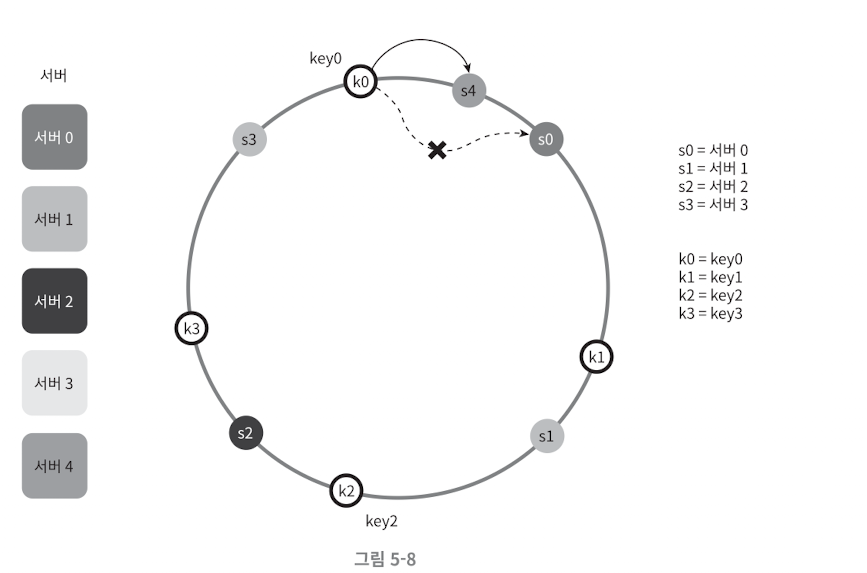 서버
서버 0
서버 1
서버 2
서버 3
서버 4
key0
k0
s4
s3
s0
k3
k1
s2
s1
k2
key2
s0 = 서버 0
s1 = 서버 1
s2 = 서버 2
s3 = 서버 3
k0 = key0
k1 = key1
k2 = key2
k3 = key3
그림 5-8